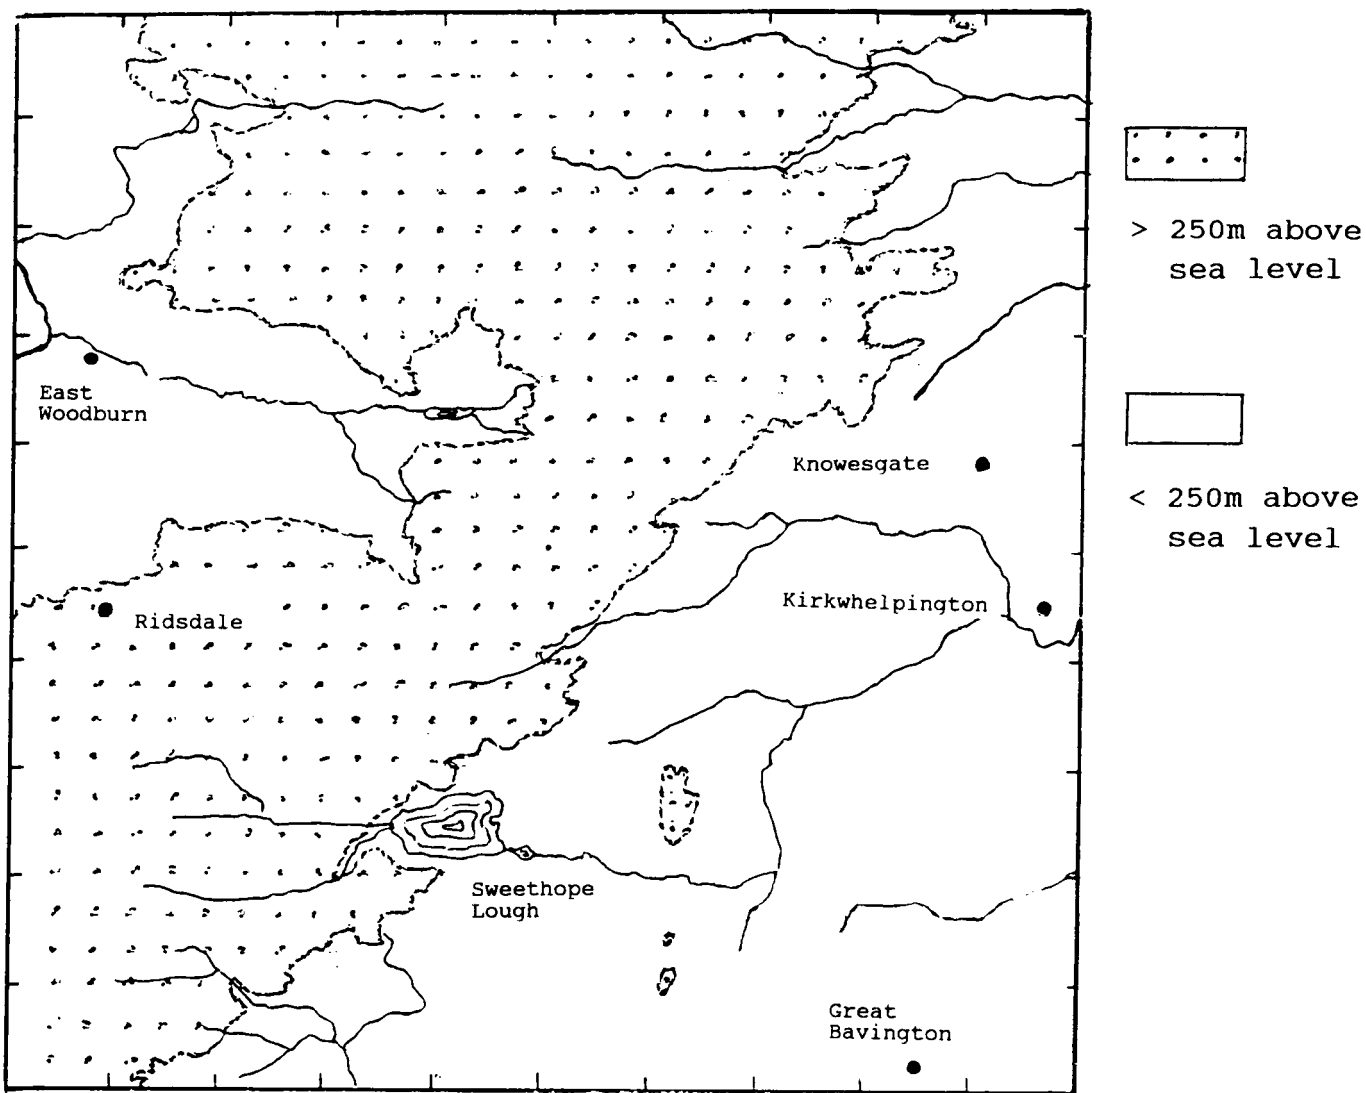 > 250m above
sea level
East
Woodburn
< 250m above
sea level
Knowesgate
Kirkwhelpington
Ridsdale
Sweethope
Lough
Great
Bavington